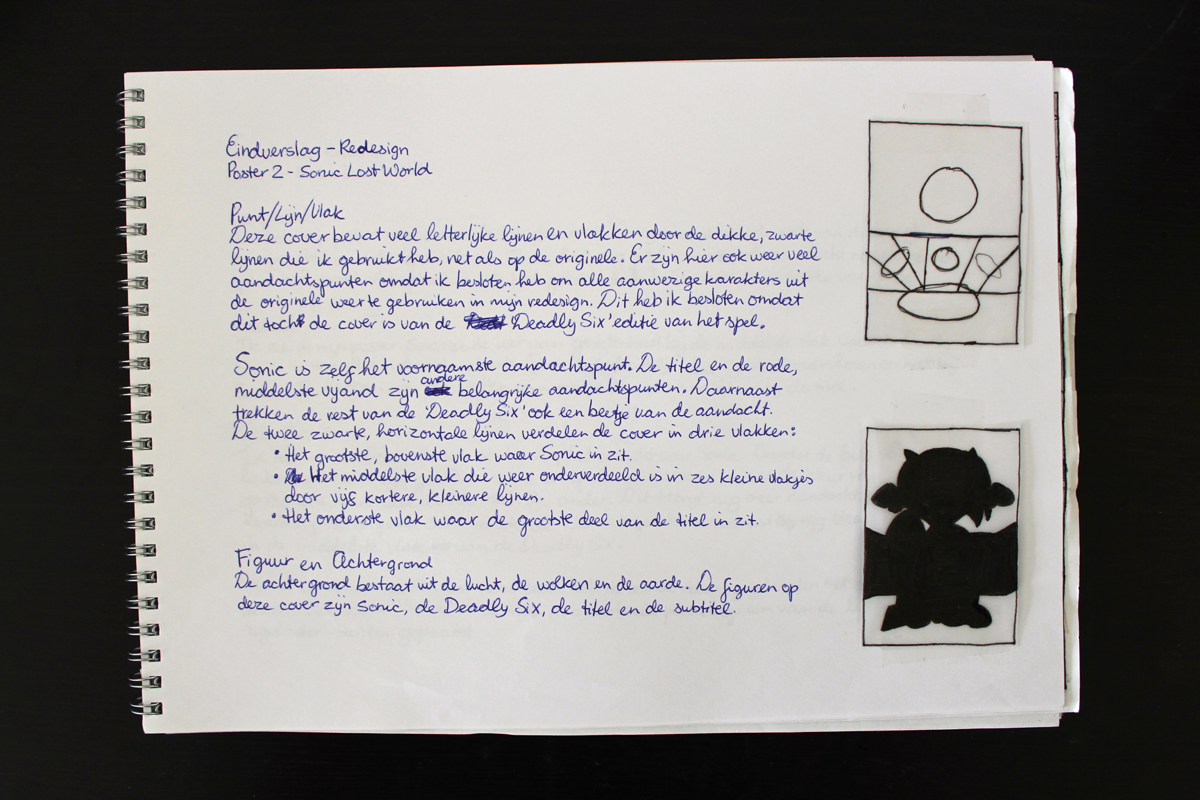 Eindverslag - Redesign
Poster 2 - Sonic Lost World
Punt/Lijn/Vlak
Deze cover bevat veel letterlijke lijnen en vlakken door de dikke, zwarte
lijnen die ik gebruikt heb, net als op de originele. Er zijn hier ook weer veel
aandachtspunten omdat ik besloten heb om alle aanwezige karakters uit
de originele weer te gebruiken in mijn redesign. Dit heb ik besloten omdat
dit toch de cover is van de 'Deadly Six' editie van het spel.
Sonic is zelf het voornaamste aandachtspunt. De titel en de rode,
middelste vijand zijn andere belangrijke aandachtspunten. Daarnaast
trekken de rest van de 'Deadly Six' ook een beetje van de aandacht.
De twee zwarte, horizontale lijnen verdelen de cover in drie vlakken:
• Het grootste, bovenste vlak waar Sonic in zit.
• Het middelste vlak die weer onderverdeeld is in zes kleine vlakjes
door vijf kortere, kleinere lijnen.
• Het onderste vlak waar de grootste deel van de titel in zit.
Figuur en Achtergrond
De achtergrond bestaat uit de lucht, de wolken en de aarde. De figuren op
deze cover zijn Sonic, de Deadly Six, de titel en de subtitel.